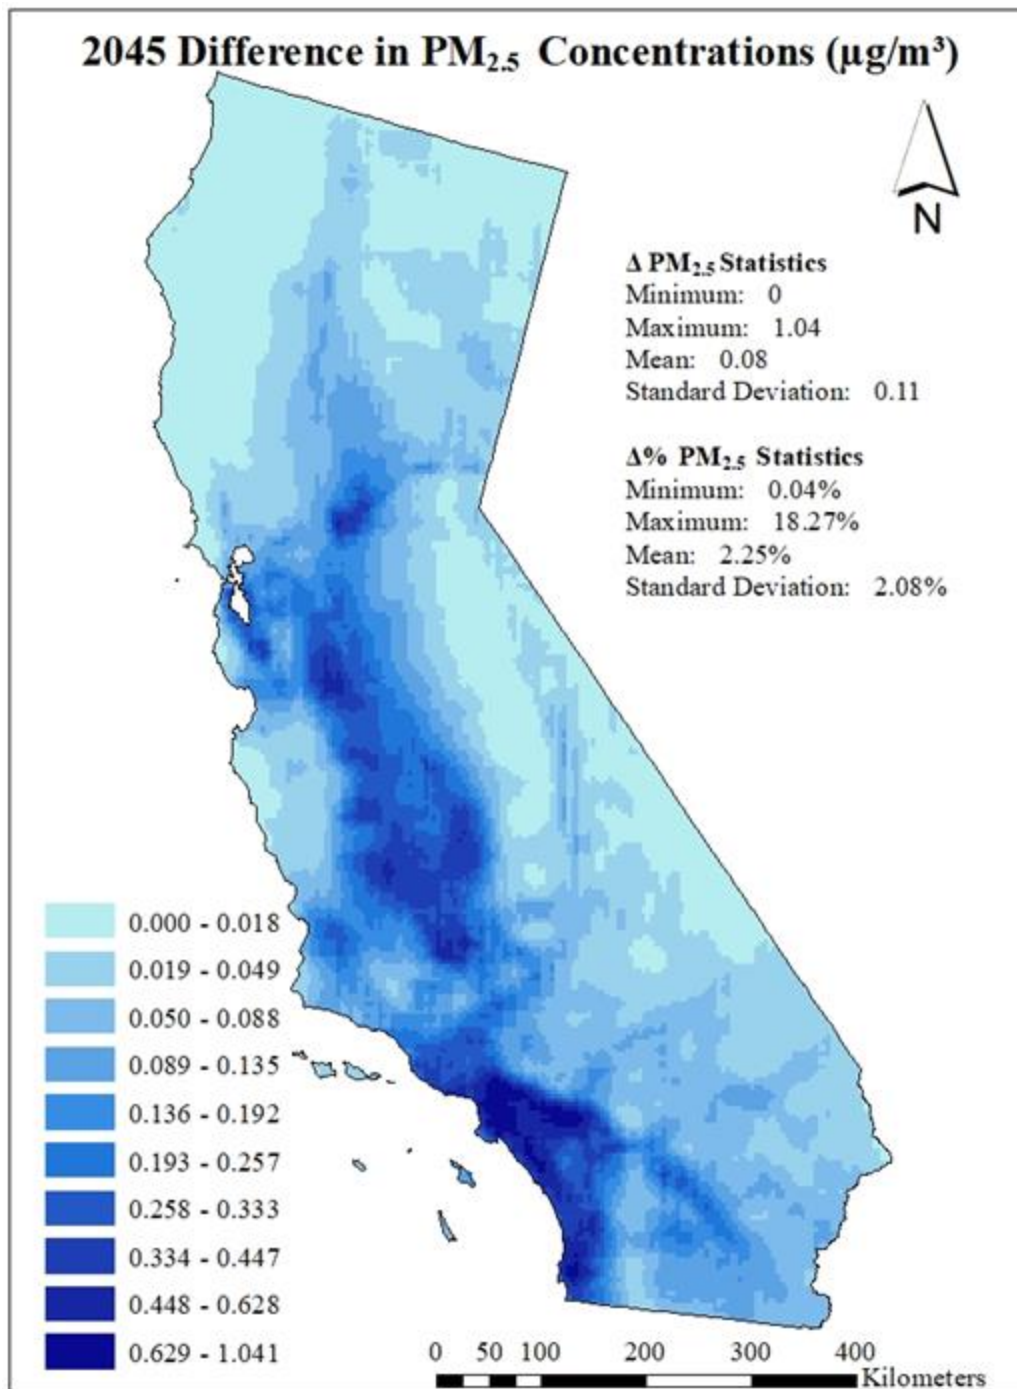 2045 Difference in PM₂.₅ Concentrations (µg/m³)
N
Δ PM₂.₅ Statistics
Minimum: 0
Maximum: 1.04
Mean: 0.08
Standard Deviation: 0.11
Δ% PM₂.₅ Statistics
Minimum: 0.04%
Maximum: 18.27%
Mean: 2.25%
Standard Deviation: 2.08%
0.000 - 0.018
0.019 - 0.049
0.050 - 0.088
0.089 - 0.135
0.136 - 0.192
0.193 - 0.257
0.258 - 0.333
0.334 - 0.447
0.448 - 0.628
0.629 - 1.041
0 50 100 200 300 400
Kilometers